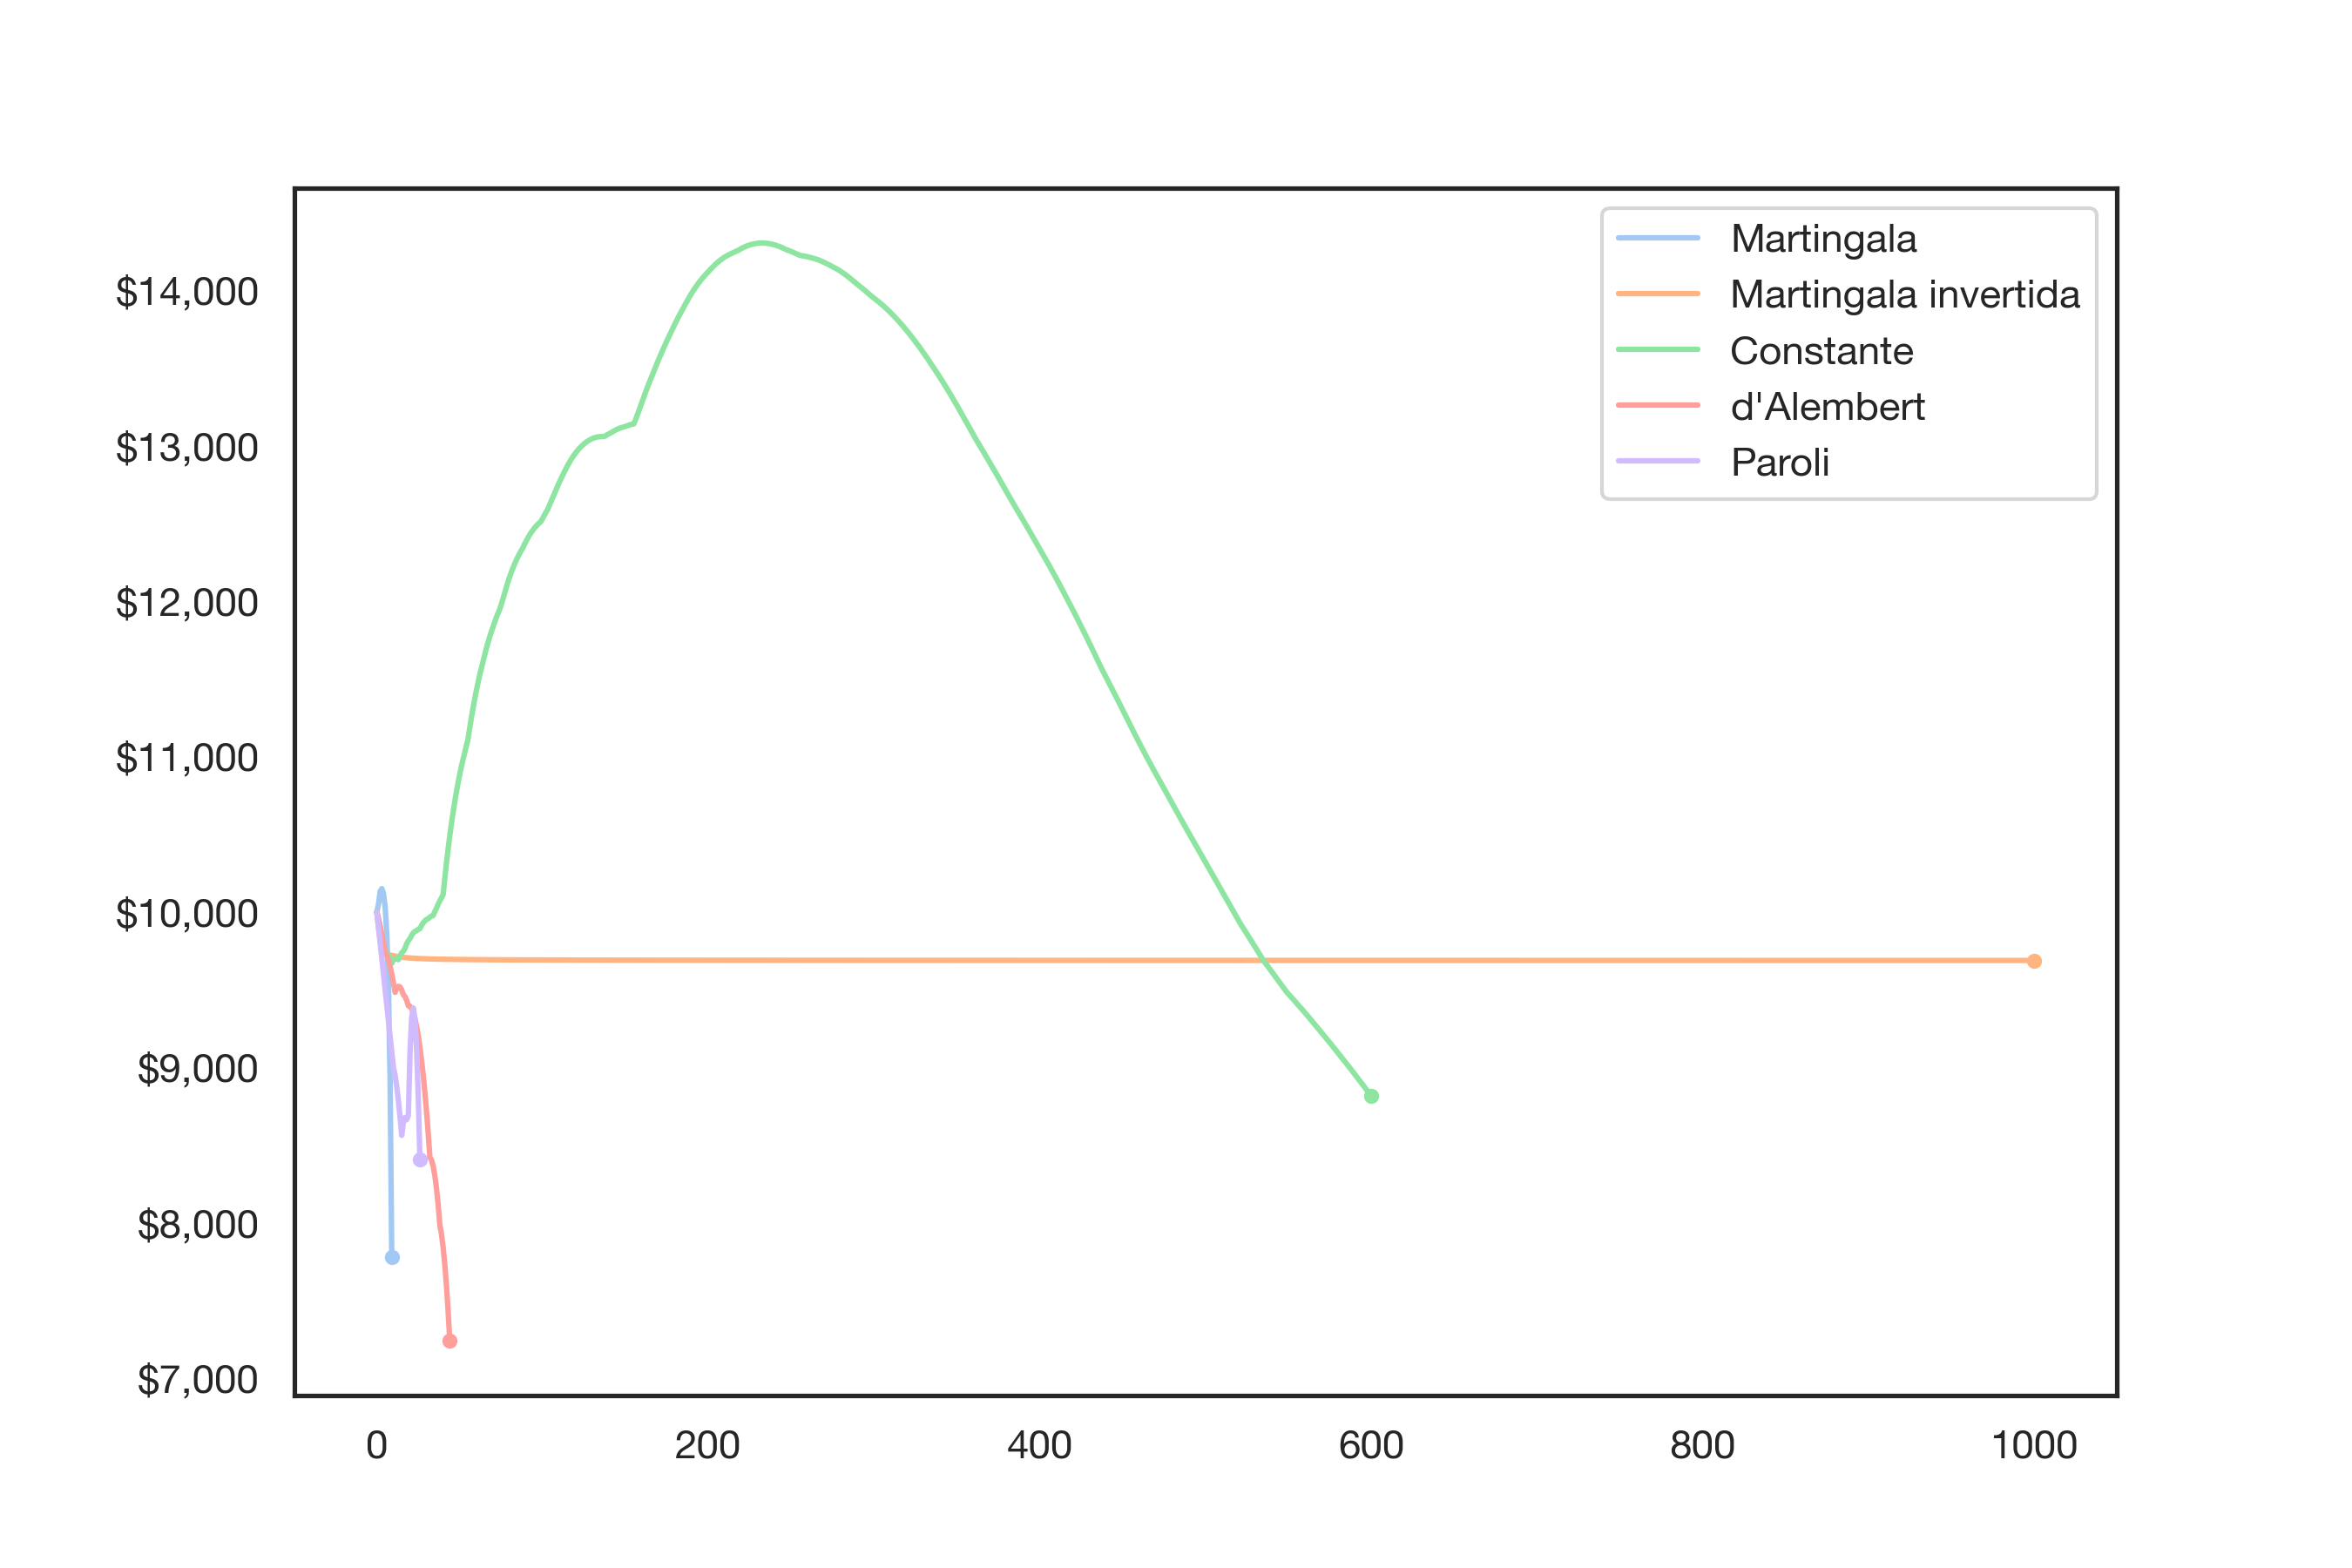 Martingala
Martingala invertida
Constante
d'Alembert
Paroli
$14,000
$13,000
$12,000
$11,000
$10,000
$9,000
$8,000
$7,000
0 200 400 600 800 1000